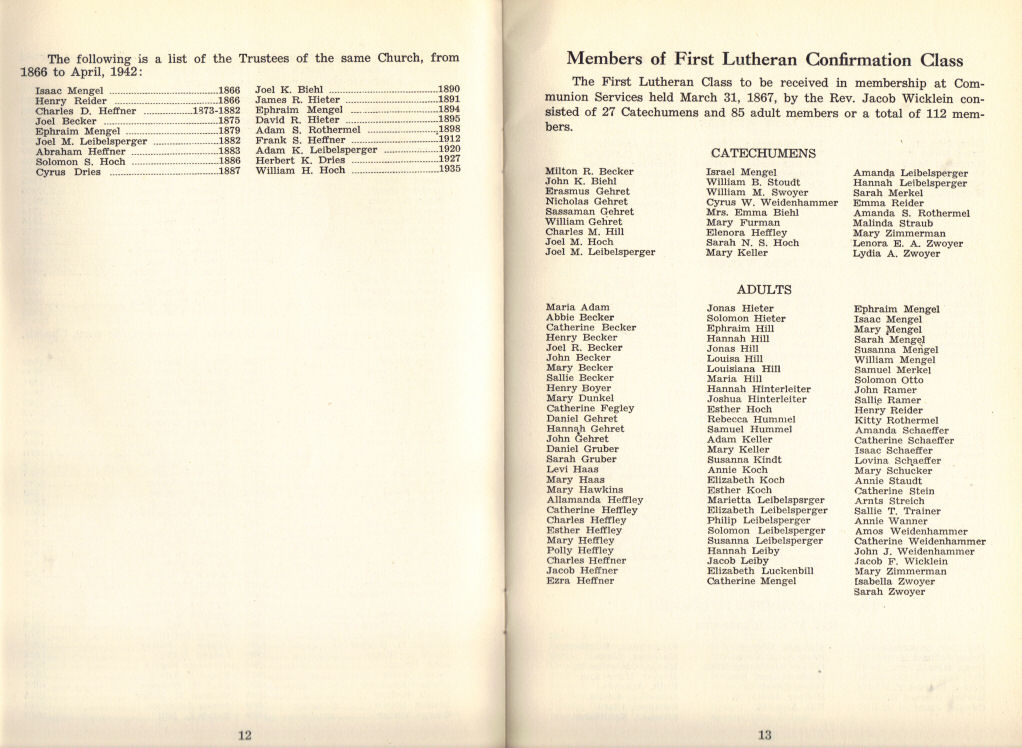 The following is a list of the Trustees of the same Church, from
1866 to April, 1942:
Isaac Mengel 1866
Henry Reider 1866
Charles D. Heffner 1873-1882
Joel Becker 1875
Ephraim Mengel 1879
Joel M. Leibelsperger 1882
Abraham Heffner 1883
Solomon S. Hoch 1886
Cyrus Dries 1887
Joel K. Biehl 1890
James R. Hieter 1891
Ephraim Mengel 1894
David R. Hieter 1895
Adam S. Rothermel 1898
Frank S. Heffner 1912
Adam K. Leibelsperger 1920
Herbert K. Dries 1927
William H. Hoch 1935
12
Members of First Lutheran Confirmation Class
The First Lutheran Class to be received in membership at Com-
munion Services held March 31, 1867, by the Rev. Jacob Wicklein con-
sisted of 27 Catechumens and 85 adult members or a total of 112 mem-
bers.
CATECHUMENS
Milton R. Becker
John K. Biehl
Erasmus Gehret
Nicholas Gehret
Sassaman Gehret
William Gehret
Charles M. Hill
Joel M. Hoch
Joel M. Leibelsperger
Israel Mengel
William B. Stoudt
William M. Swoyer
Cyrus W. Weidenhammer
Mrs. Emma Biehl
Mary Furman
Elenora Heffley
Sarah N. S. Hoch
Mary Keller
Amanda Leibelsperger
Hannah Leibelsperger
Sarah Merkel
Emma Reider
Amanda S. Rothermel
Malinda Straub
Mary Zimmerman
Lenora E. A. Zwoyer
Lydia A. Zwoyer
ADULTS
Maria Adam
Abbie Becker
Catherine Becker
Henry Becker
Joel R. Becker
John Becker
Mary Becker
Sallie Becker
Henry Boyer
Mary Dunkel
Catherine Fegley
Daniel Gehret
Hannah Gehret
John Gehret
Daniel Gruber
Sarah Gruber
Levi Haas
Mary Haas
Mary Hawkins
Allamanda Heffley
Catherine Heffley
Charles Heffley
Esther Heffley
Mary Heffley
Polly Heffley
Charles Heffner
Jacob Heffner
Ezra Heffner
Jonas Hieter
Solomon Hieter
Ephraim Hill
Hannah Hill
Jonas Hill
Louisa Hill
Louisiana Hill
Maria Hill
Hannah Hinterleiter
Joshua Hinterleiter
Esther Hoch
Rebecca Hummel
Samuel Hummel
Adam Keller
Mary Keller
Susanna Kindt
Annie Koch
Elizabeth Koch
Esther Koch
Marietta Leibelspsrger
Elizabeth Leibelsperger
Philip Leibelsperger
Solomon Leibelsperger
Susanna Leibelsperger
Hannah Leiby
Jacob Leiby
Elizabeth Luckenbill
Catherine Mengel
Ephraim Mengel
Isaac Mengel
Mary Mengel
Sarah Mengel
Susanna Mengel
William Mengel
Samuel Merkel
Solomon Otto
John Ramer
Sallie Ramer
Henry Reider
Kitty Rothermel
Amanda Schaeffer
Catherine Schaeffer
Isaac Schaeffer
Lovina Schaeffer
Mary Schucker
Annie Staudt
Catherine Stein
Arnts Streich
Sallie T. Trainer
Annie Wanner
Amos Weidenhammer
Catherine Weidenhammer
John J. Weidenhammer
Jacob F. Wicklein
Mary Zimmerman
Isabella Zwoyer
Sarah Zwoyer
13